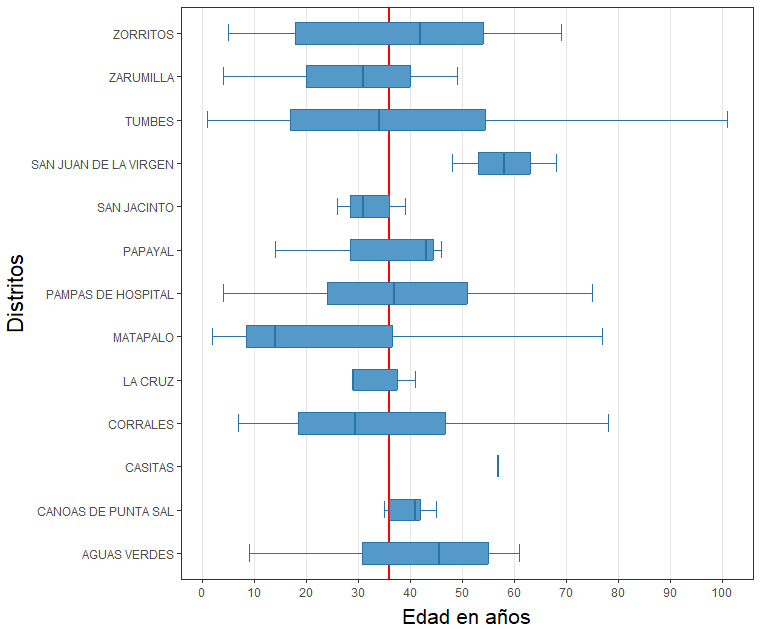 ZORRITOS
ZARUMILLA
TUMBES
SAN JUAN DE LA VIRGEN
SAN JACINTO
PAPAYAL
PAMPAS DE HOSPITAL
MATAPALO
LA CRUZ
CORRALES
CASITAS
CANOAS DE PUNTA SAL
AGUAS VERDES
Distritos
0 10 20 30 40 50 60 70 80 90 100
Edad en años